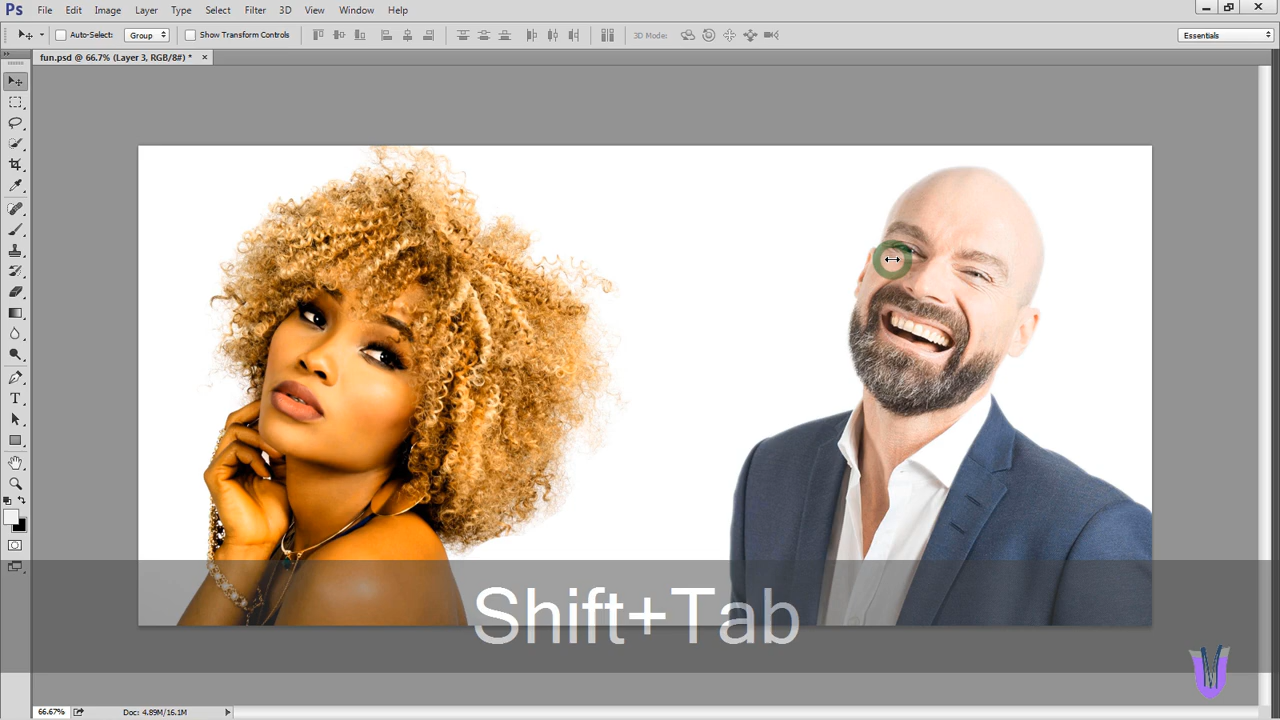 Ps File Edit Image Layer Type Select Filter 3D View Window Help
Auto-Select: Group Show Transform Controls 3D Mode: Essentials
fun.psd @ 66.7% (Layer 3, RGB/8#) * ×
T
Shift+Tab
66.67% Doc: 4.89M/16.1M